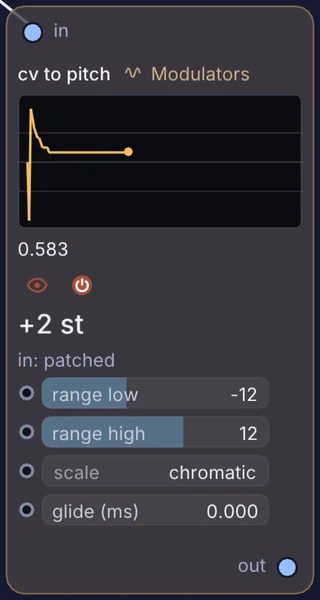 in
cv to pitch Modulators
0.583
+2 st
in: patched
range low -12
range high 12
scale chromatic
glide (ms) 0.000
out